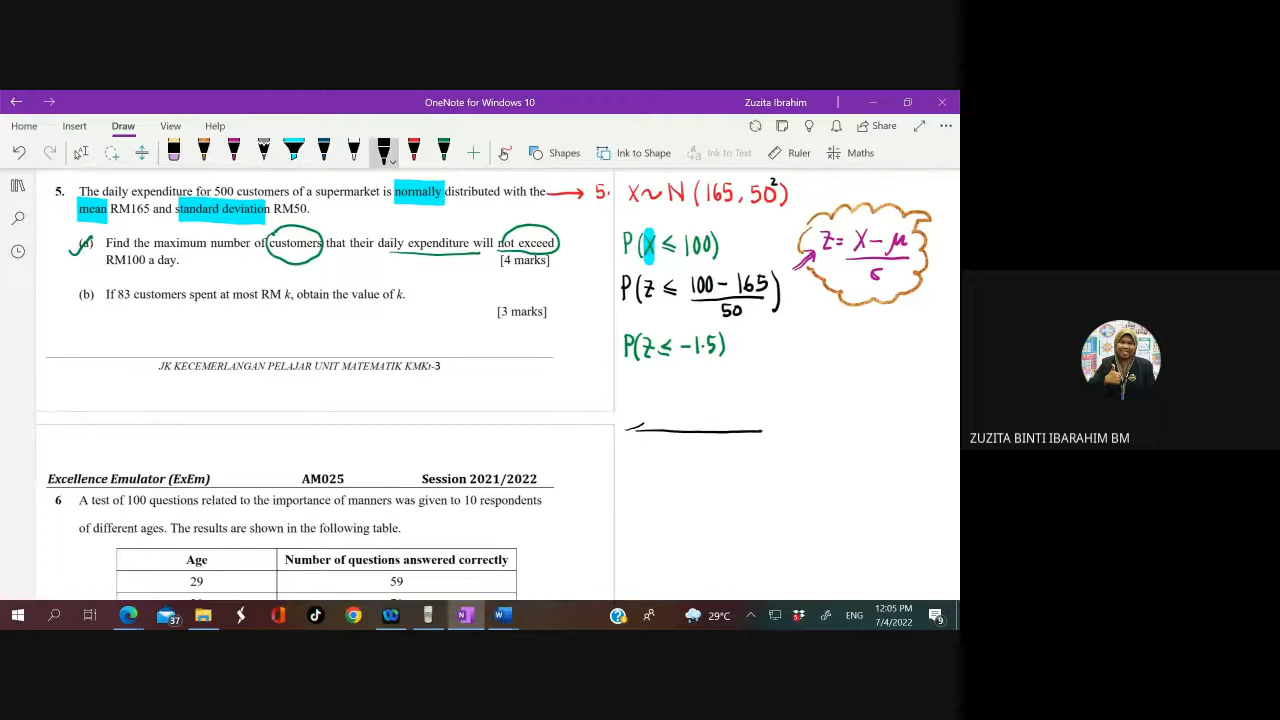 OneNote for Windows 10
Zuzita Ibrahim
Home Insert Draw View Help
Share
Shapes
Ink to Shape
Ink to Text
Ruler
Maths
5. The daily expenditure for 500 customers of a supermarket is normally distributed with the
mean RM165 and standard deviation RM50.
(a) Find the maximum number of customers that their daily expenditure will not exceed
RM100 a day. [4 marks]
(b) If 83 customers spent at most RM k, obtain the value of k.
[3 marks]
JK KECEMERLANGAN PELAJAR UNIT MATEMATIK KMKt-3
5. X ~ N (165, 50²)
P(X ≤ 100)
P(Z ≤ 100 - 165 / 50)
P(Z ≤ -1.5)
Z = X - μ / σ
Excellence Emulator (ExEm) AM025 Session 2021/2022
6 A test of 100 questions related to the importance of manners was given to 10 respondents
of different ages. The results are shown in the following table.
Age Number of questions answered correctly
29 59
ZUZITA BINTI IBARAHIM BM
37
29°C
ENG
12:05 PM
7/4/2022
9